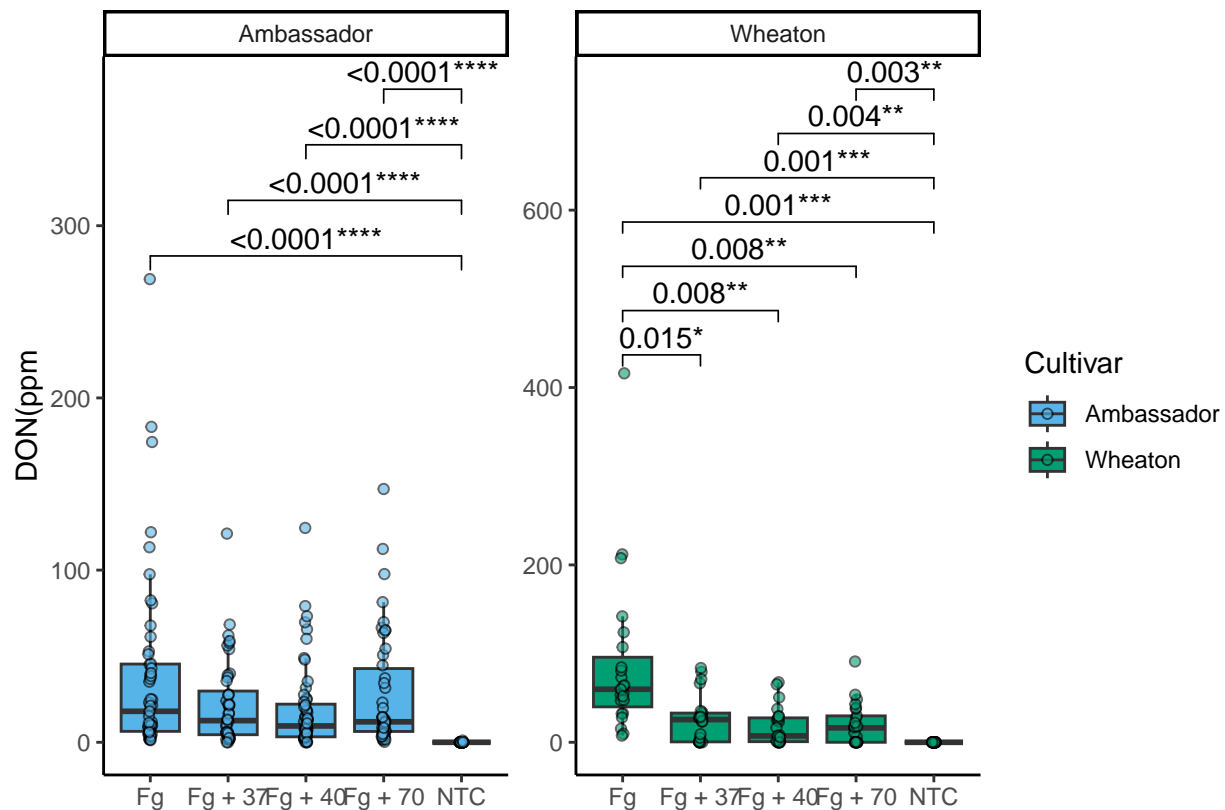 Ambassador
Wheaton
<0.0001****
<0.0001****
<0.0001****
<0.0001****
0.003**
0.004**
0.001***
0.001***
0.008**
0.008**
0.015*
DON(ppm
300
200
100
0
600
400
200
0
Fg
Fg + 37
Fg + 40
Fg + 70
NTC
Fg
Fg + 37
Fg + 40
Fg + 70
NTC
Cultivar
Ambassador
Wheaton